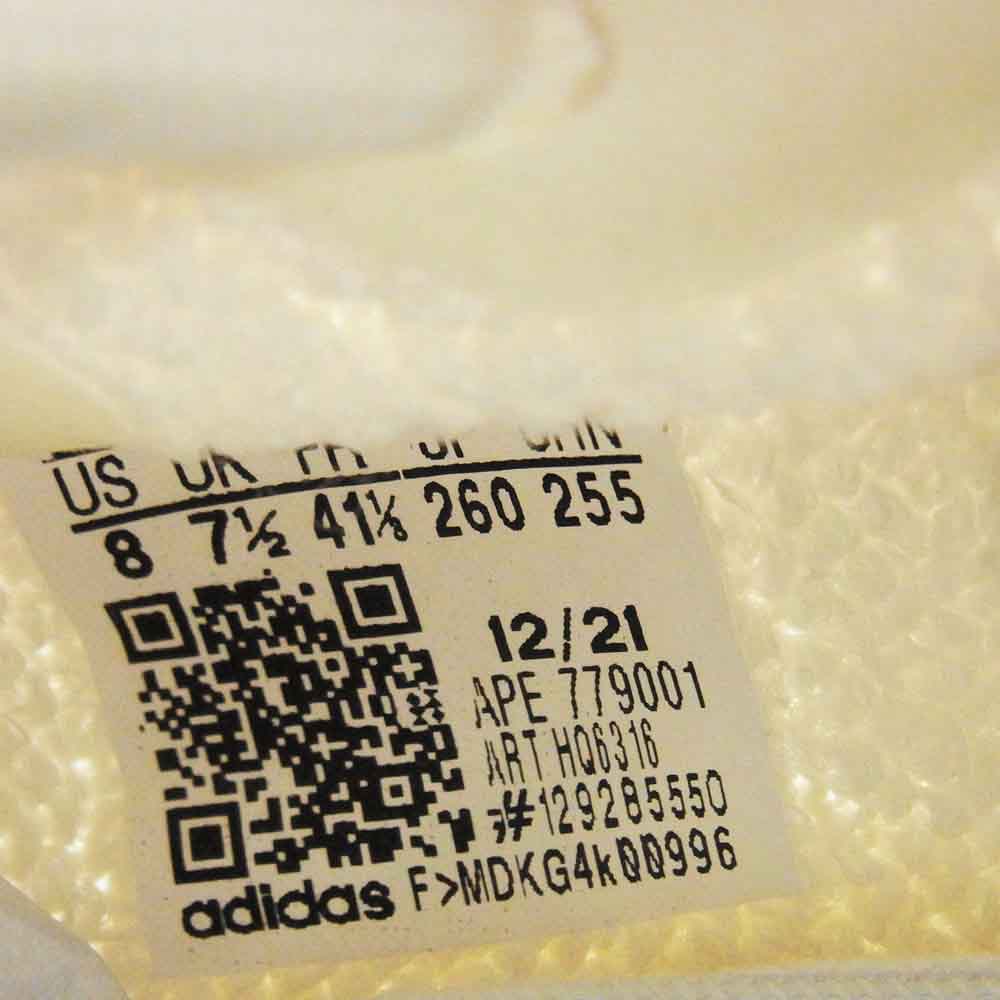 US UK FR JP CHN
8 7½ 41⅓ 260 255
12/21
APE 779001
ART HQ6316
#129285550
adidas F>MDKG4k00996